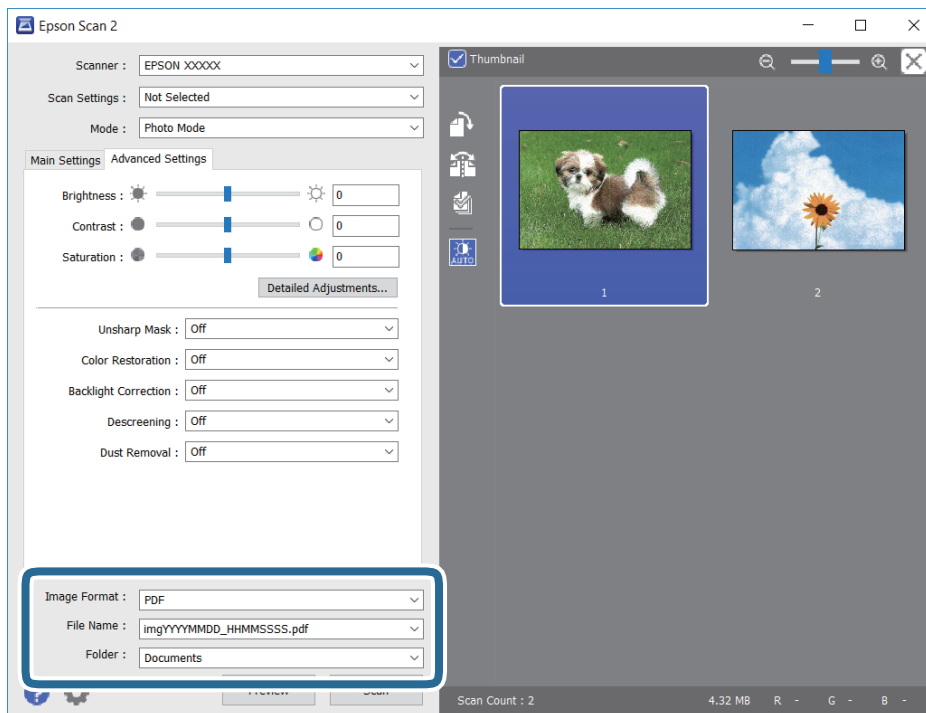 Epson Scan 2
Scanner : EPSON XXXXX
Scan Settings : Not Selected
Mode : Photo Mode
Main Settings Advanced Settings
Brightness : 0
Contrast : 0
Saturation : 0
Detailed Adjustments...
Unsharp Mask : Off
Color Restoration : Off
Backlight Correction : Off
Descreening : Off
Dust Removal : Off
Image Format : PDF
File Name : imgYYYYMMDD_HHMMSSSS.pdf
Folder : Documents
? Preview Scan
Thumbnail
AUTO
1 2
Scan Count : 2 4.32 MB R - G - B -